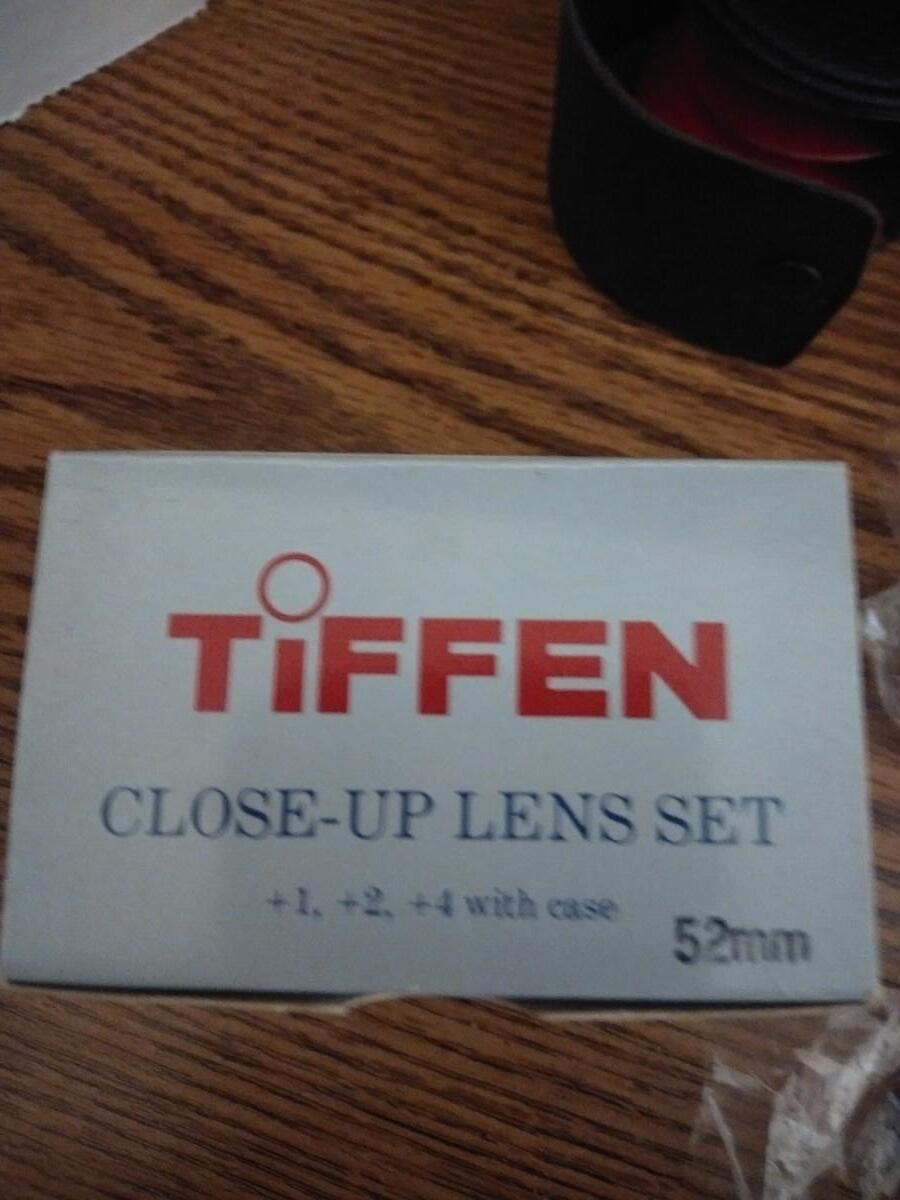 TiFFEN
CLOSE-UP LENS SET
+1, +2, +4 with case
52mm